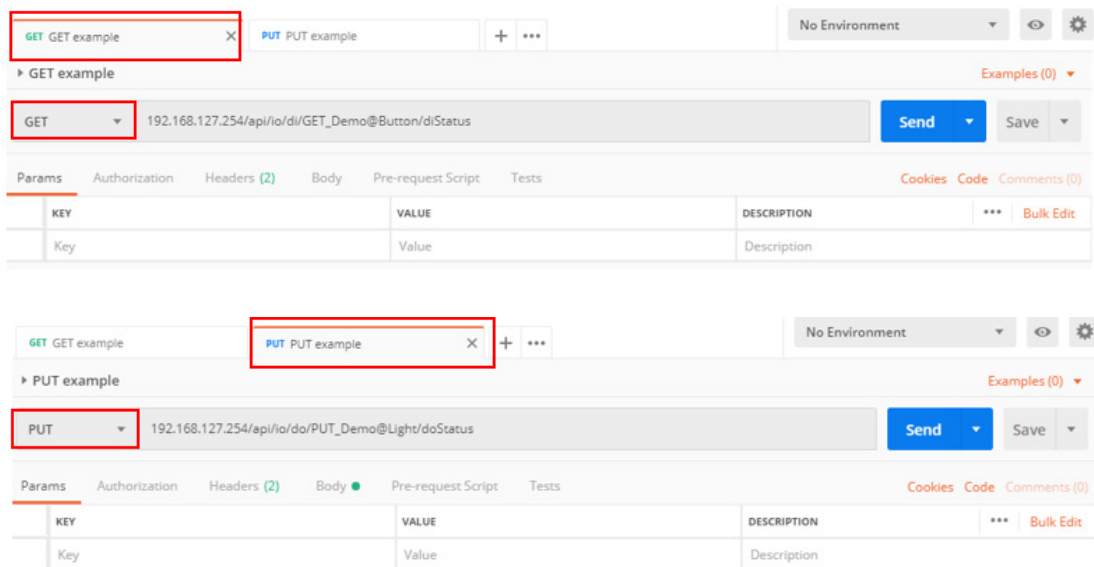 GET GET example PUT PUT example + ••• No Environment
GET example Examples (0)
GET 192.168.127.254/api/io/di/GET_Demo@Button/diStatus Send Save
Params Authorization Headers (2) Body Pre-request Script Tests Cookies Code Comments (0)
KEY VALUE DESCRIPTION ••• Bulk Edit
Key Value Description
GET GET example PUT PUT example + ••• No Environment
PUT example Examples (0)
PUT 192.168.127.254/api/io/do/PUT_Demo@Light/doStatus Send Save
Params Authorization Headers (2) Body Pre-request Script Tests Cookies Code Comments (0)
KEY VALUE DESCRIPTION ••• Bulk Edit
Key Value Description